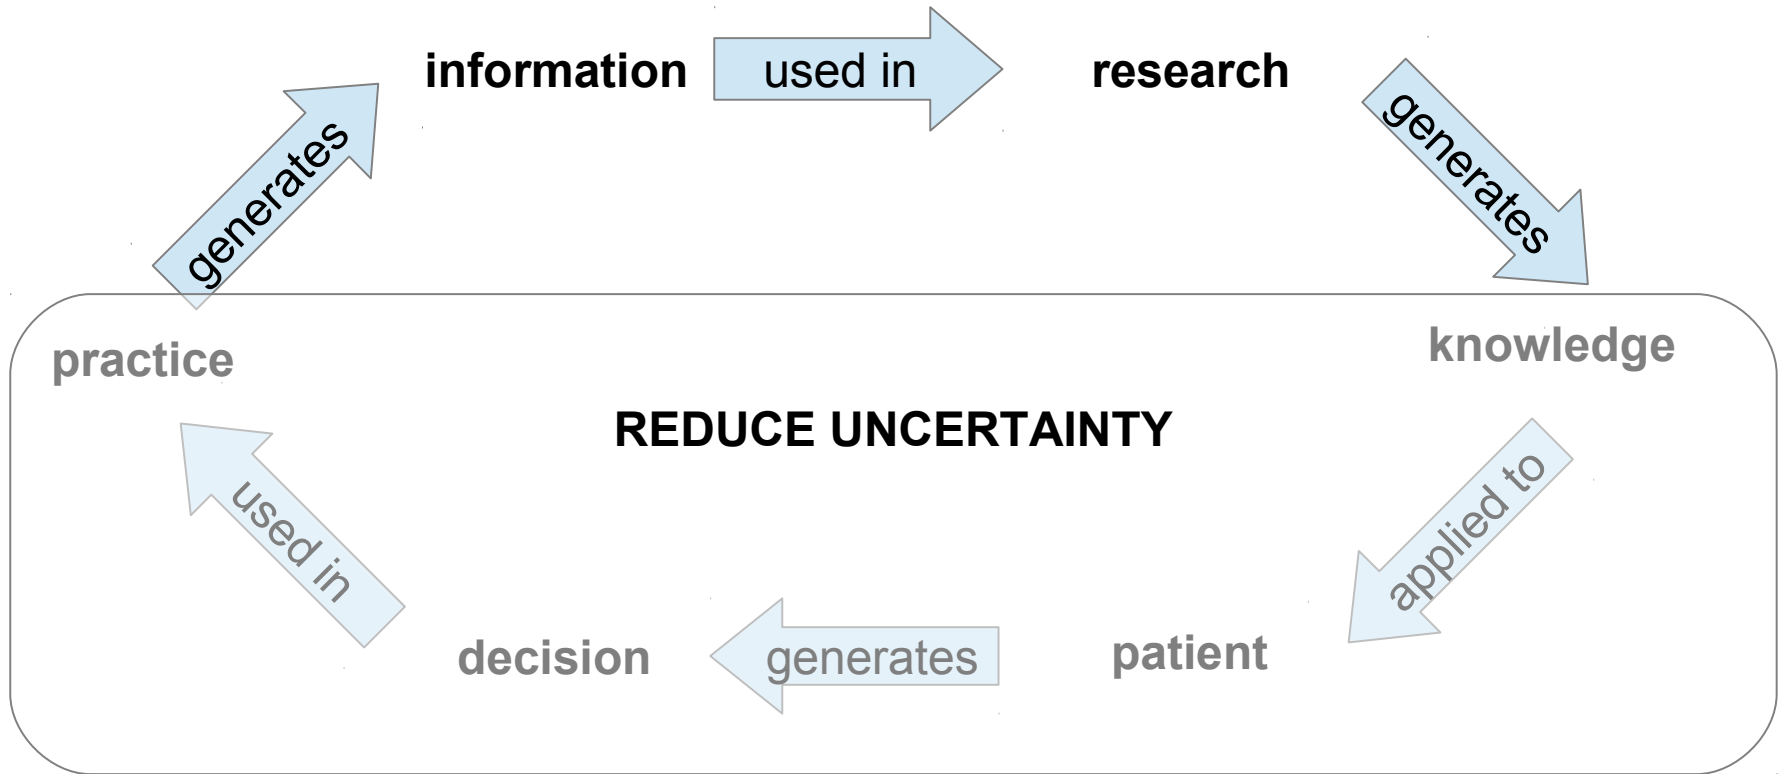 information
used in
research
generates
generates
practice
knowledge
REDUCE UNCERTAINTY
used in
applied to
decision
generates
patient